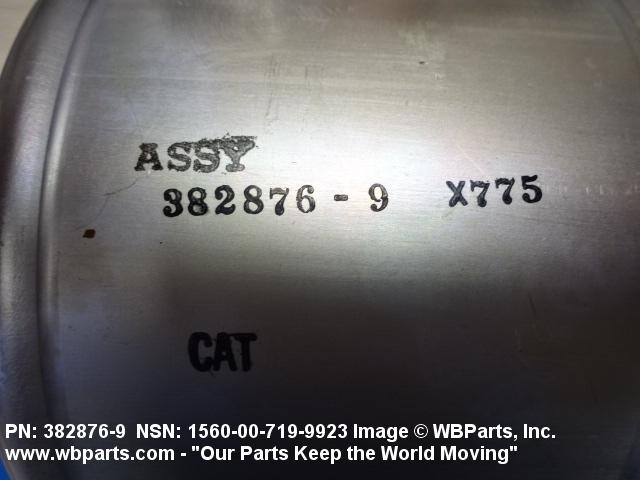 ASSY
382876-9 X775
CAT
PN: 382876-9 NSN: 1560-00-719-9923 Image © WBParts, Inc.
www.wbparts.com - "Our Parts Keep the World Moving"